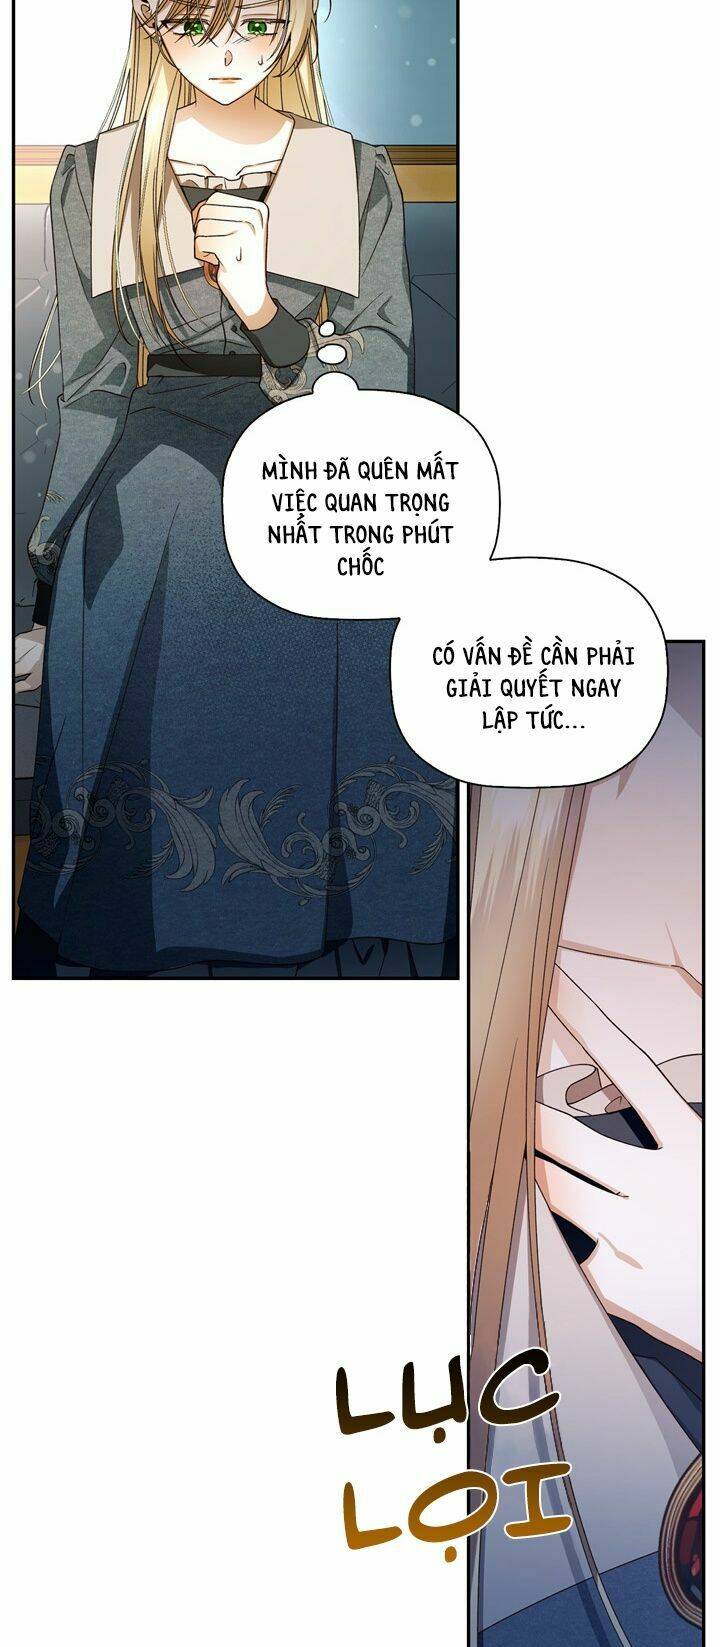 MÌNH ĐÃ QUÊN MẤT
VIỆC QUAN TRỌNG
NHẤT TRONG PHÚT
CHỐC
CÓ VẤN ĐỀ CẦN PHẢI
GIẢI QUYẾT NGAY
LẬP TỨC...
LỤC
LỌI